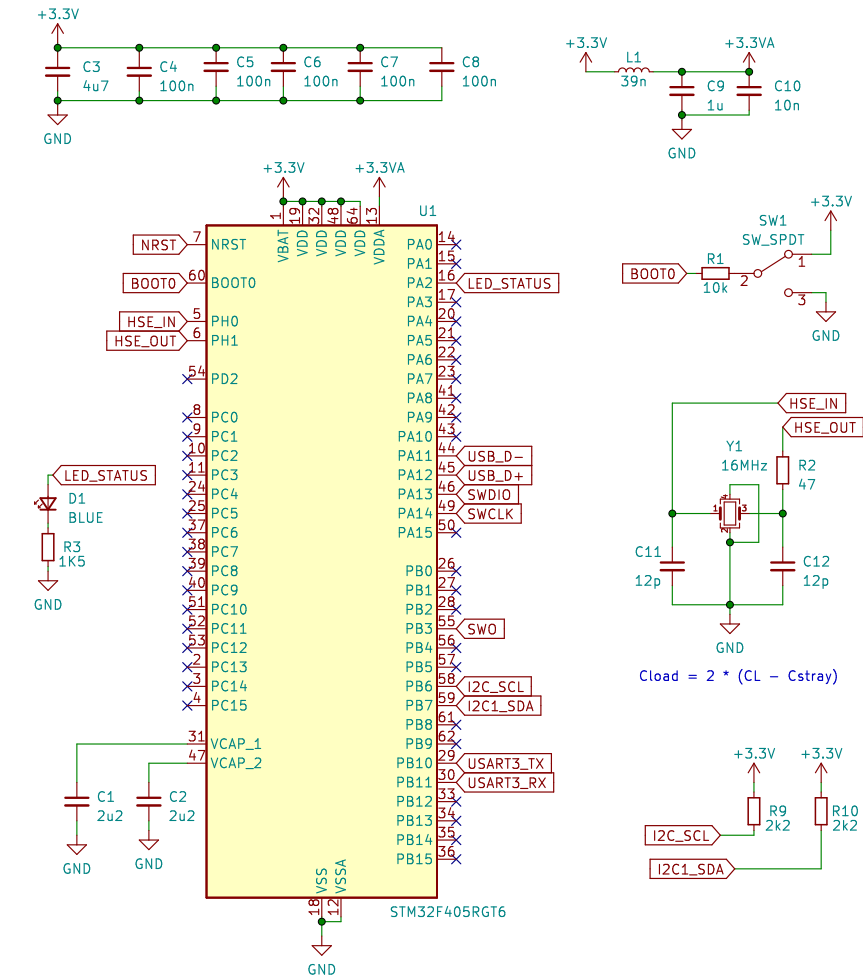 +3.3V
C3
4u7
C4
100n
C5
100n
C6
100n
C7
100n
C8
100n
GND
+3.3V
L1
39n
+3.3VA
C9
1u
C10
10n
GND
+3.3V
+3.3VA
U1
1
19
32
48
64
13
VBAT
VDD
VDD
VDD
VDD
VDDA
NRST
7
NRST
BOOT0
60
BOOT0
HSE_IN
5
PH0
HSE_OUT
6
PH1
54
PD2
8
PC0
9
PC1
10
PC2
11
PC3
24
PC4
25
PC5
37
PC6
38
PC7
39
PC8
40
PC9
51
PC10
52
PC11
53
PC12
2
PC13
3
PC14
4
PC15
31
VCAP_1
47
VCAP_2
PA0
14
PA1
15
PA2
16
LED_STATUS
PA3
17
PA4
20
PA5
21
PA6
22
PA7
23
PA8
41
PA9
42
PA10
43
PA11
44
USB_D-
PA12
45
USB_D+
PA13
46
SWDIO
PA14
49
SWCLK
PA15
50
PB0
26
PB1
27
PB2
28
PB3
55
SWO
PB4
56
PB5
57
PB6
58
I2C_SCL
PB7
59
I2C1_SDA
PB8
61
PB9
62
PB10
29
USART3_TX
PB11
30
USART3_RX
PB12
33
PB13
34
PB14
35
PB15
36
VSS
VSSA
18
12
STM32F405RGT6
GND
LED_STATUS
D1
BLUE
R3
1K5
GND
C1
2u2
GND
C2
2u2
GND
+3.3V
SW1
SW_SPDT
BOOT0
R1
10k
2
1
3
GND
HSE_IN
HSE_OUT
Y1
16MHz
R2
47
1
4
3
2
C11
12p
C12
12p
GND
Cload = 2 * (CL - Cstray)
+3.3V
+3.3V
R9
2k2
R10
2k2
I2C_SCL
I2C1_SDA